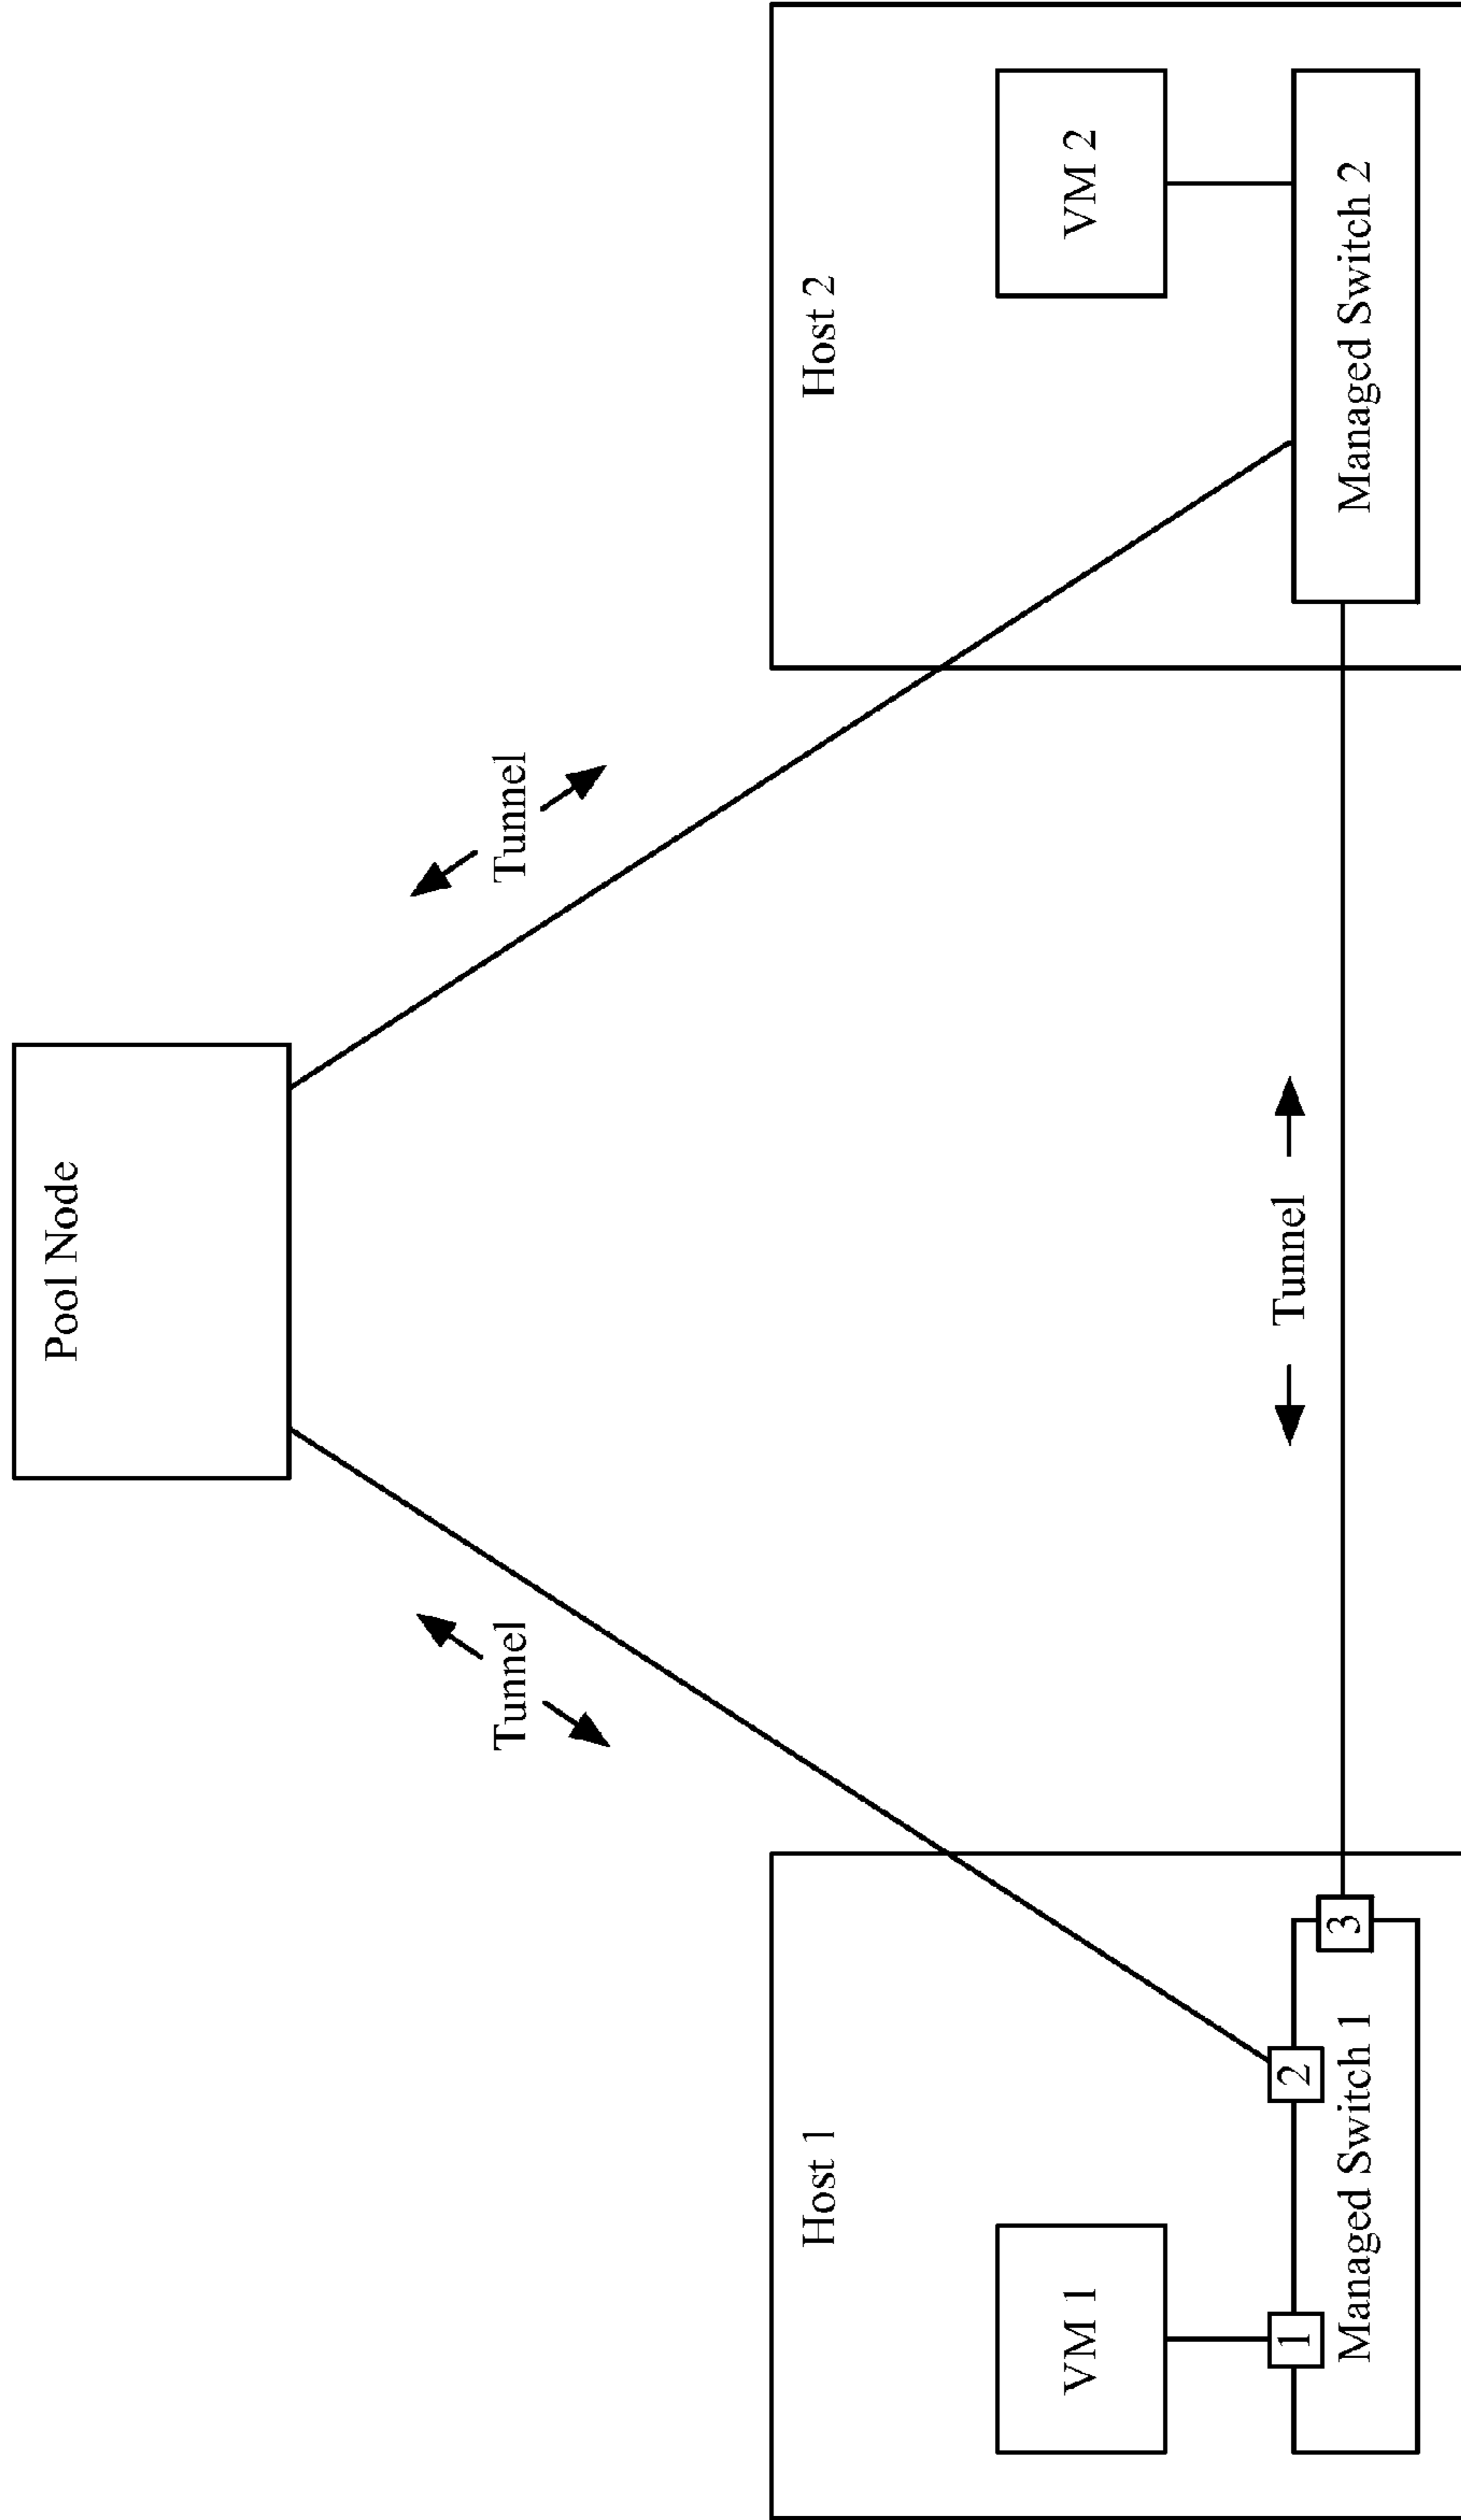 Pool Node
Tunnel
Tunnel
Host 1
Host 2
VM 1
VM 2
Tunnel
1
2
3
Managed Switch 1
Managed Switch 2